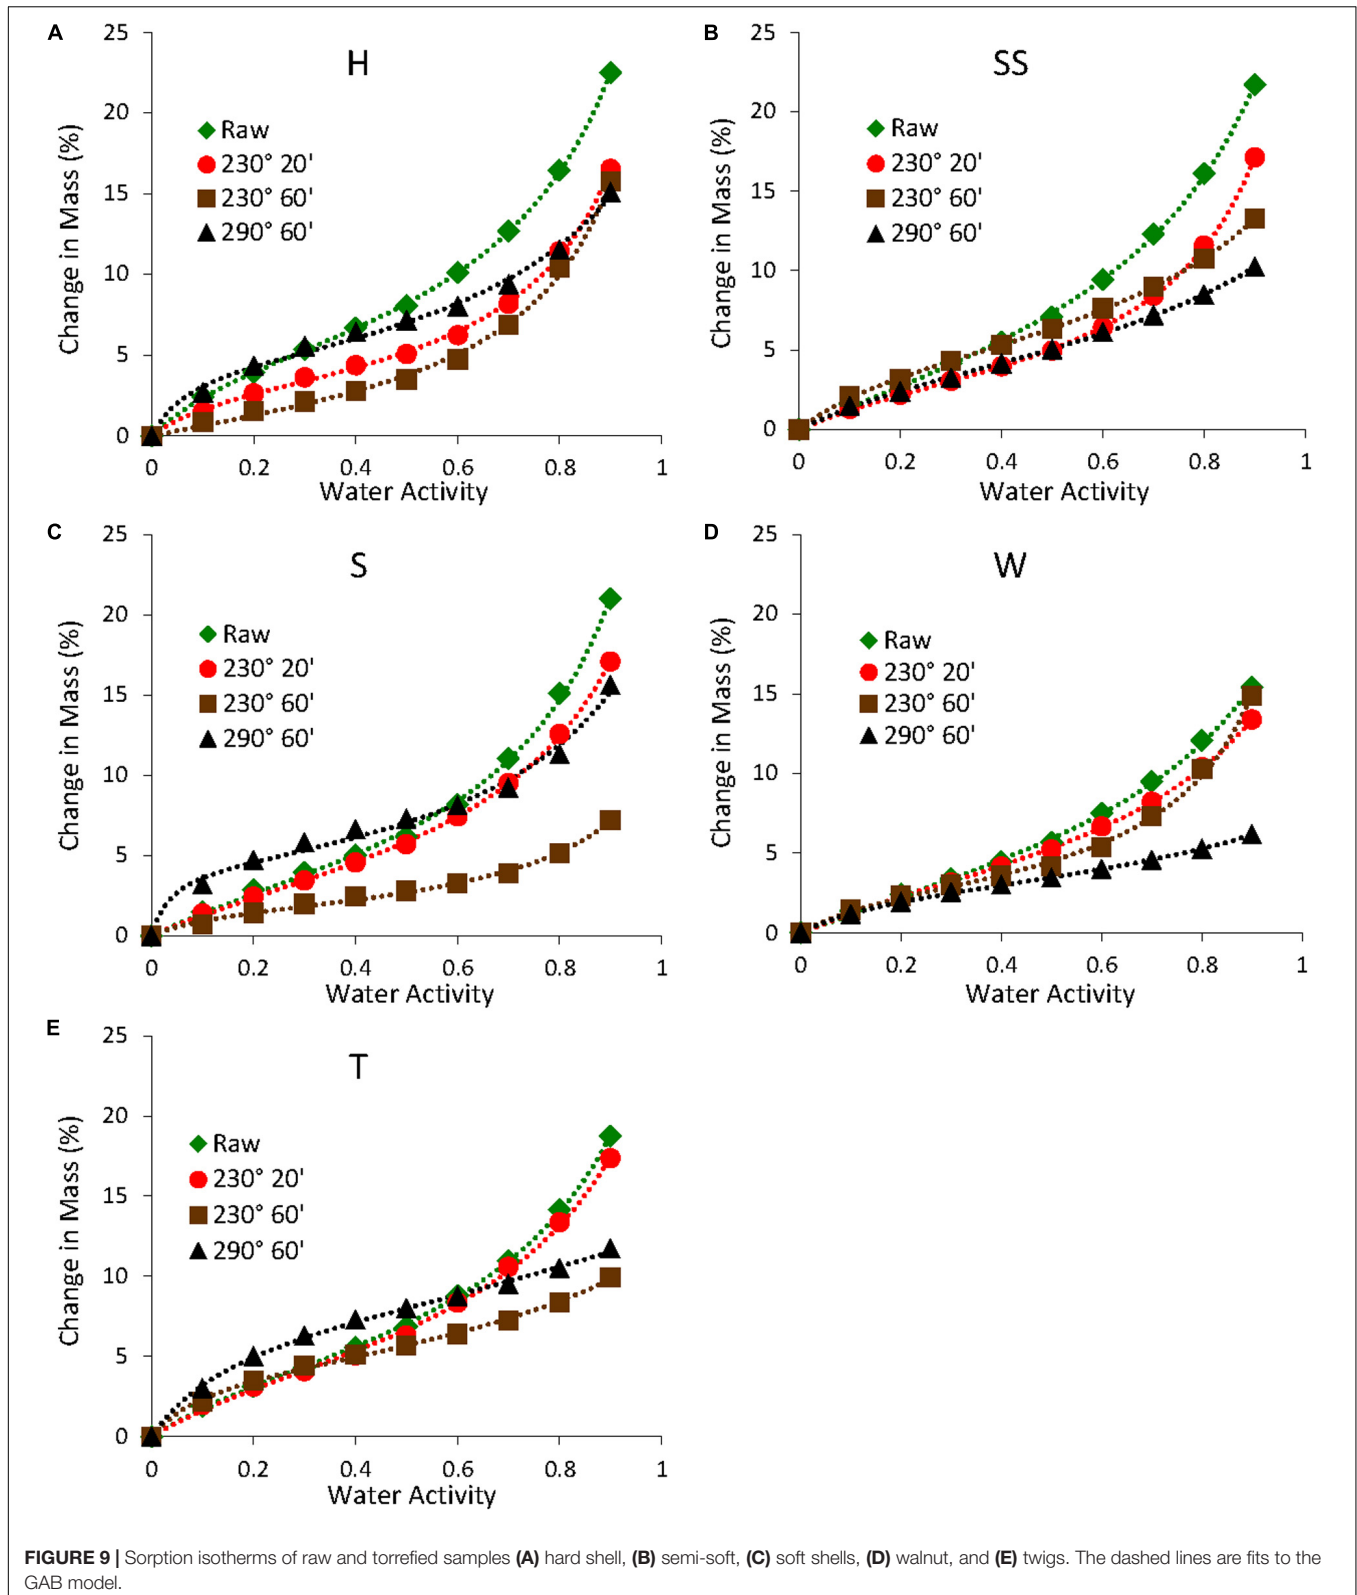 A
H
Change in Mass (%)
25
20
15
10
5
0
Raw
230° 20'
230° 60'
290° 60'
0 0.2 0.4 0.6 0.8 1
Water Activity
B
SS
Change in Mass (%)
25
20
15
10
5
0
Raw
230° 20'
230° 60'
290° 60'
0 0.2 0.4 0.6 0.8 1
Water Activity
C
S
Change in Mass (%)
25
20
15
10
5
0
Raw
230° 20'
230° 60'
290° 60'
0 0.2 0.4 0.6 0.8 1
Water Activity
D
W
Change in Mass (%)
25
20
15
10
5
0
Raw
230° 20'
230° 60'
290° 60'
0 0.2 0.4 0.6 0.8 1
Water Activity
E
T
Change in Mass (%)
25
20
15
10
5
0
Raw
230° 20'
230° 60'
290° 60'
0 0.2 0.4 0.6 0.8 1
Water Activity
FIGURE 9 | Sorption isotherms of raw and torrefied samples (A) hard shell, (B) semi-soft, (C) soft shells, (D) walnut, and (E) twigs. The dashed lines are fits to the
GAB model.